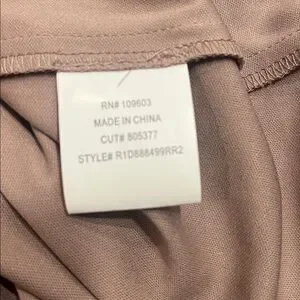 RN# 109603
MADE IN CHINA
CUT# 805377
STYLE# R1D888499RR2